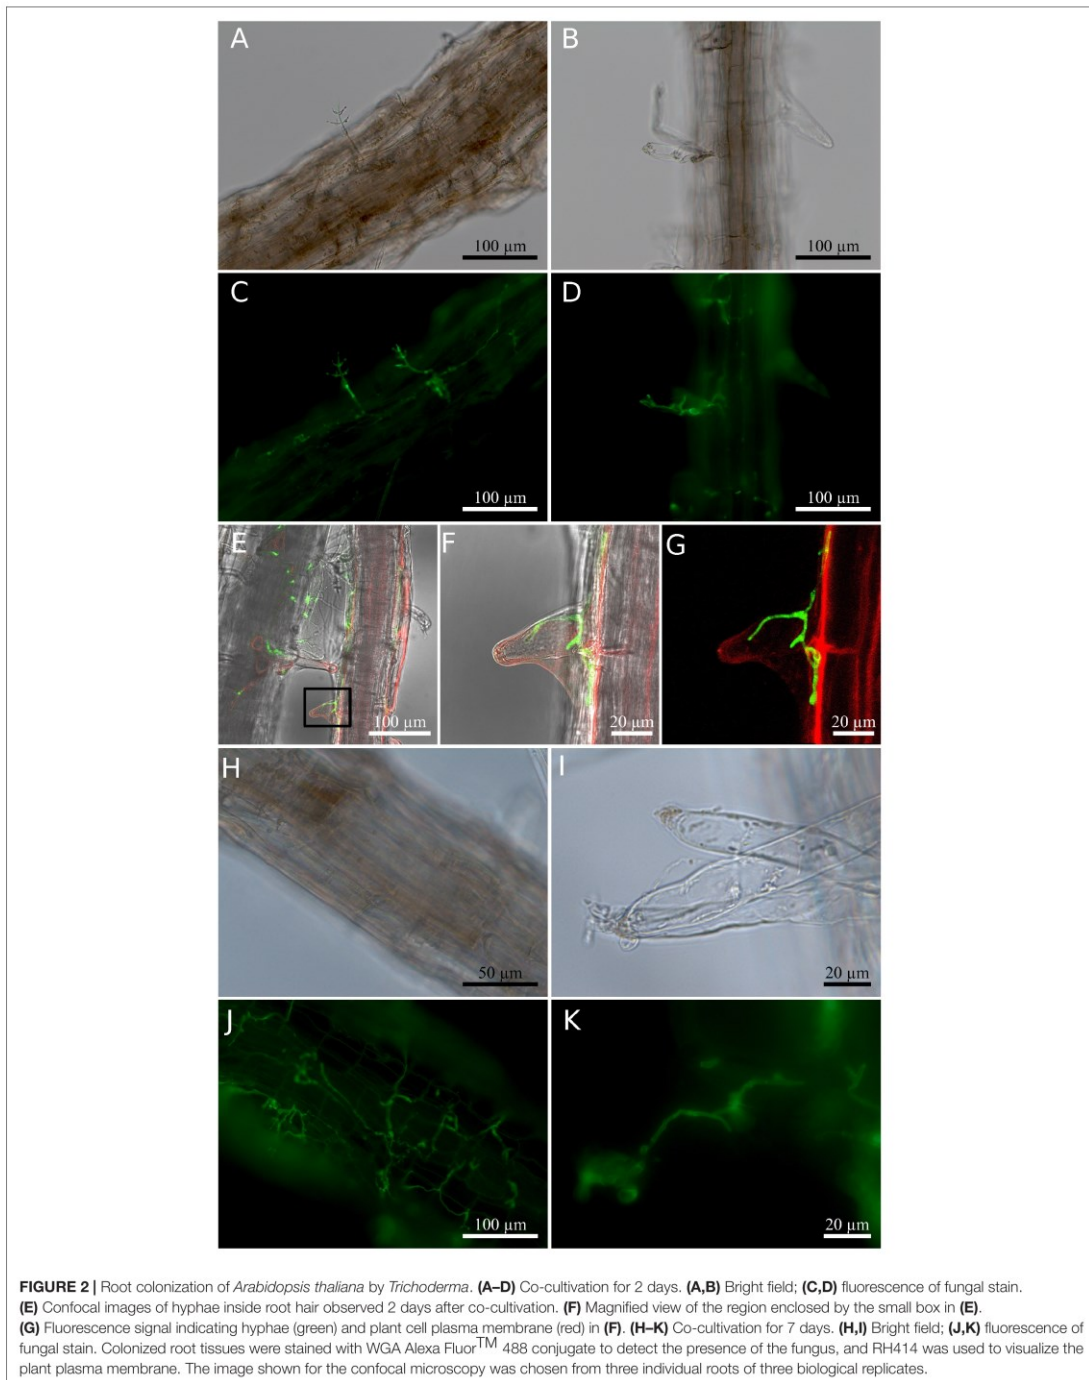 A
B
100 µm
100 µm
C
D
100 µm
100 µm
E
F
G
100 µm
20 µm
20 µm
H
I
50 µm
20 µm
J
K
100 µm
20 µm
FIGURE 2 | Root colonization of Arabidopsis thaliana by Trichoderma. (A–D) Co-cultivation for 2 days. (A,B) Bright field; (C,D) fluorescence of fungal stain.
(E) Confocal images of hyphae inside root hair observed 2 days after co-cultivation. (F) Magnified view of the region enclosed by the small box in (E).
(G) Fluorescence signal indicating hyphae (green) and plant cell plasma membrane (red) in (F). (H–K) Co-cultivation for 7 days. (H,I) Bright field; (J,K) fluorescence of
fungal stain. Colonized root tissues were stained with WGA Alexa Fluor™ 488 conjugate to detect the presence of the fungus, and RH414 was used to visualize the
plant plasma membrane. The image shown for the confocal microscopy was chosen from three individual roots of three biological replicates.